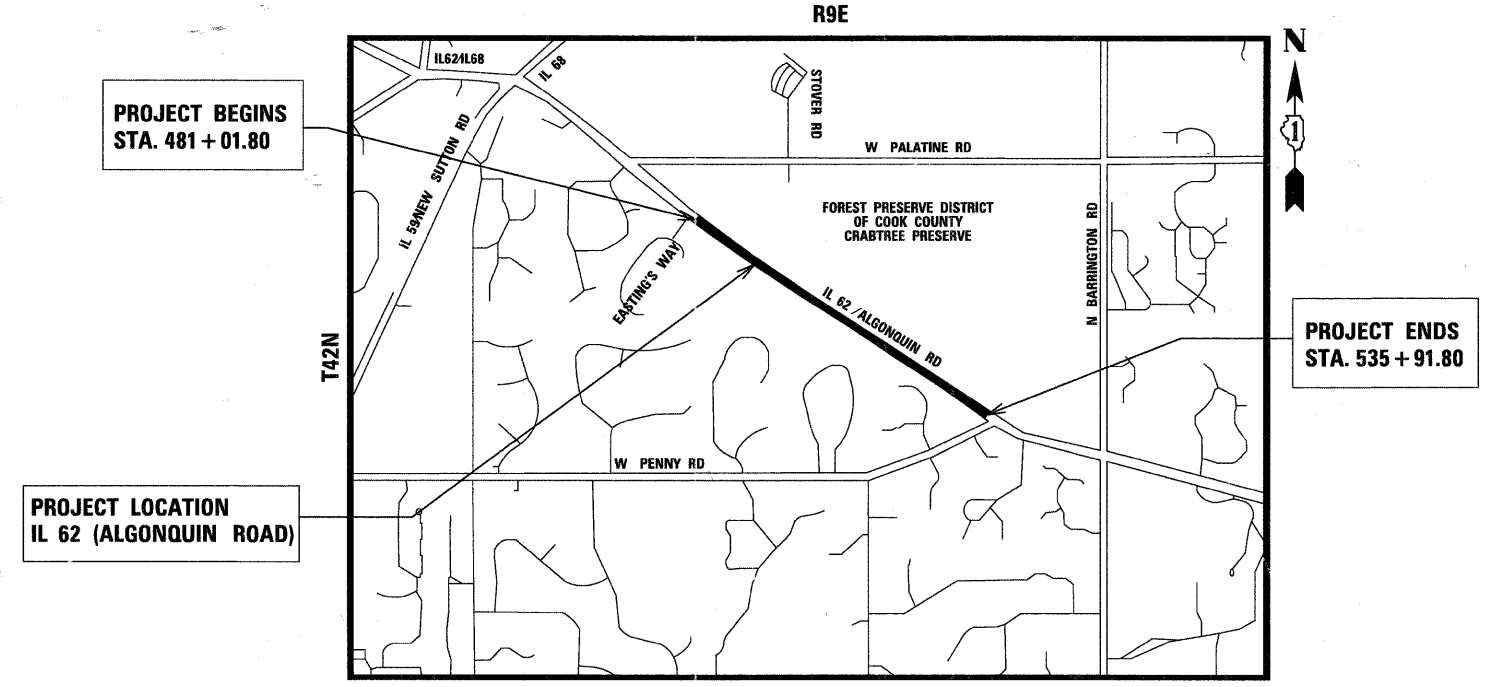 R9E
N
1
IL62/IL68
IL 68
STOVER RD
PROJECT BEGINS
STA. 481 + 01.80
IL 59/NEW SUTTON RD
W PALATINE RD
FOREST PRESERVE DISTRICT
OF COOK COUNTY
CRABTREE PRESERVE
N BARRINGTON RD
EASTING'S WAY
IL 62 /ALGONQUIN RD
T42N
PROJECT ENDS
STA. 535 + 91.80
W PENNY RD
PROJECT LOCATION
IL 62 (ALGONQUIN ROAD)